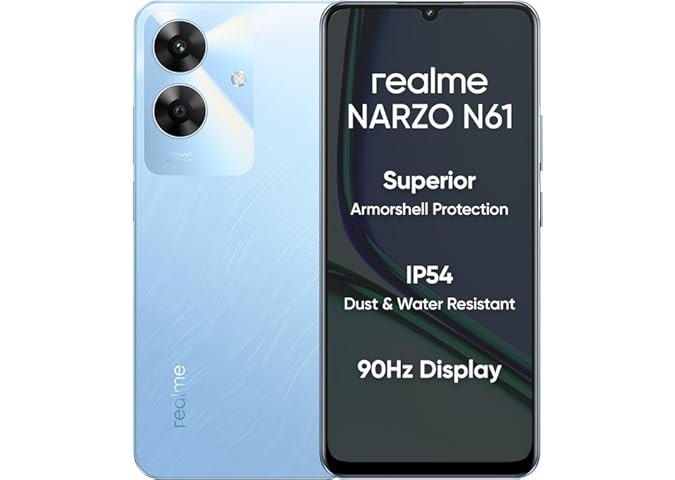 realme
NARZO N61
Superior
Armorshell Protection
IP54
Dust & Water Resistant
90Hz Display
realme